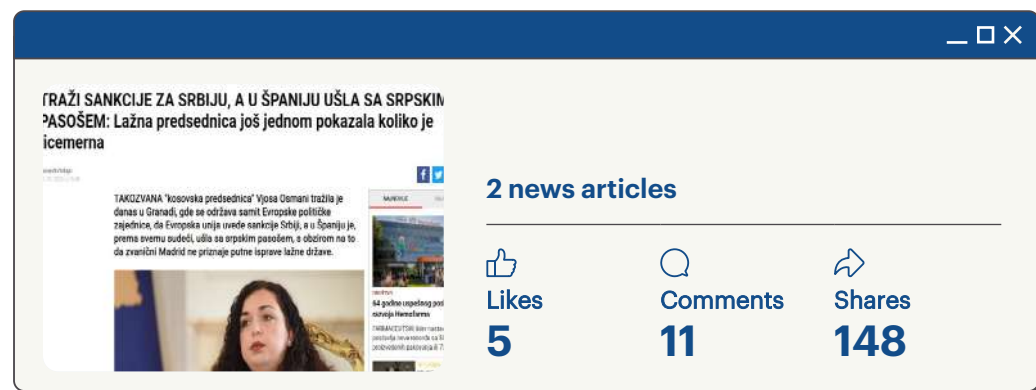 TRAŽI SANKCIJE ZA SRBIJU, A U ŠPANIJU UŠLA SA SRPSKIM
PASOŠEM: Lažna predsednica još jednom pokazala koliko je
licemerna
TAKOZVANA "kosovska predsednica" Vjosa Osmani tražila je
danas u Granadi, gde se održava samit Evropske političke
zajednice, da Evropska unija uvede sankcije Srbiji, a u Španiju je,
prema svemu sudeći, ušla sa srpskim pasošem, s obzirom na to
da zvanični Madrid ne priznaje putne isprave lažne države.
NAJNOVIJE
64 godine uspešnog
razvoja Hemofarma
2 news articles
Likes
Comments
Shares
5
11
148